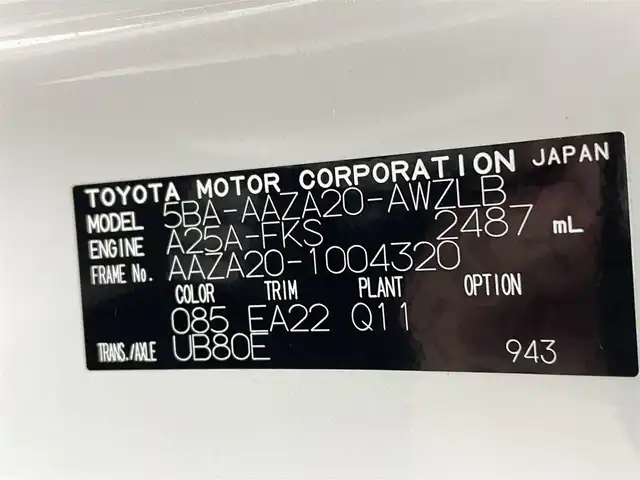 TOYOTA MOTOR CORPORATION JAPAN
MODEL 5BA-AAZA20-AWZLB
ENGINE A25A-FKS 2487 mL
FRAME No. AAZA20-1004320
COLOR TRIM PLANT OPTION
085 EA22 Q11
TRANS./AXLE UB80E 943